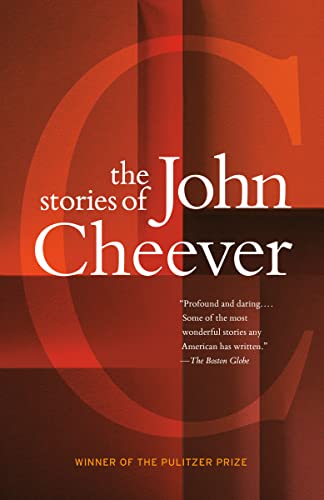 C
the
stories of John
Cheever
“Profound and daring....
Some of the most
wonderful stories any
American has written.”
—The Boston Globe
WINNER OF THE PULITZER PRIZE